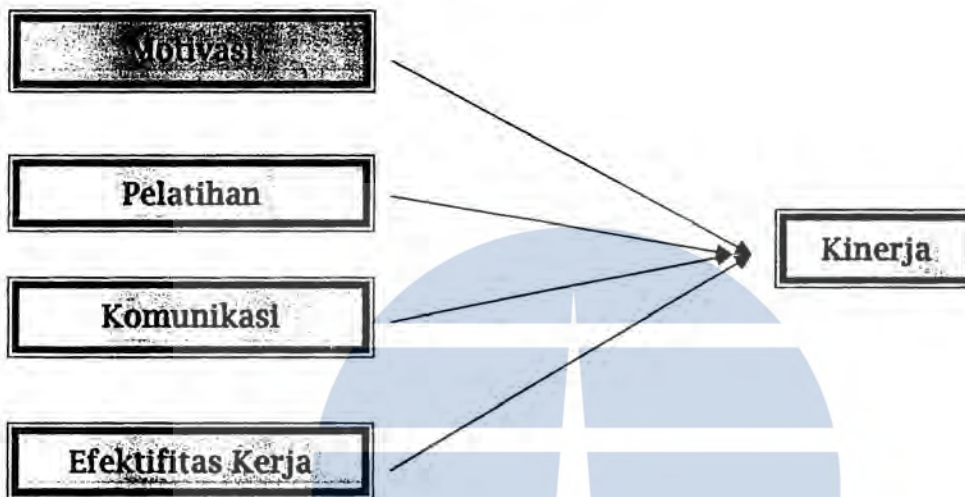 Motivasi
Pelatihan
Komunikasi
Efektifitas Kerja
Kinerja